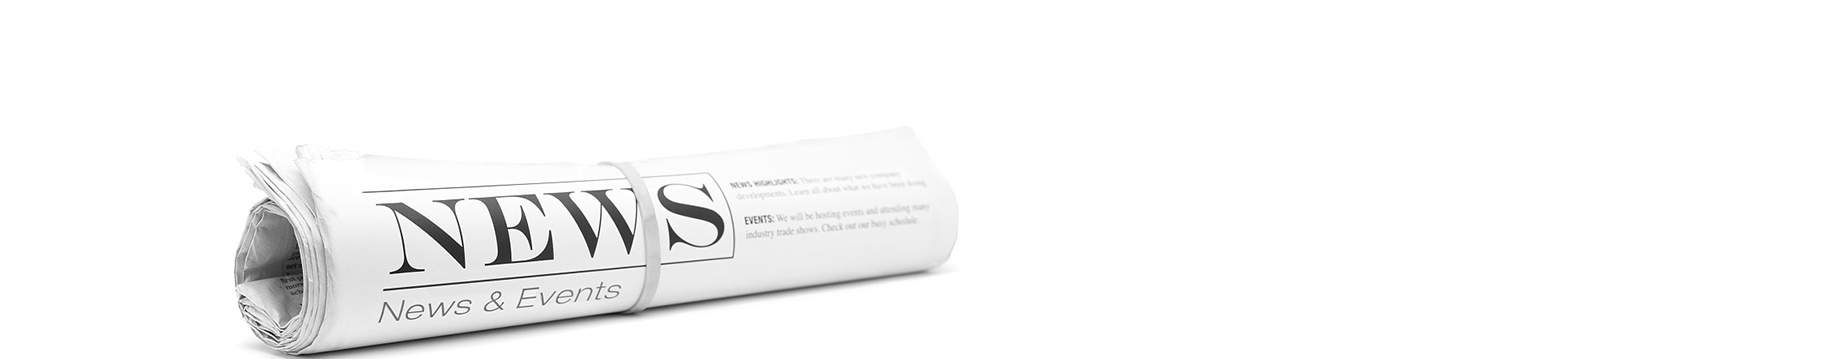 NEWS
News & Events
NEWS HIGHLIGHTS: There are many new company
developments. Learn all about what we have been doing.
EVENTS: We will be hosting events and attending many
industry trade shows. Check out our busy schedule.